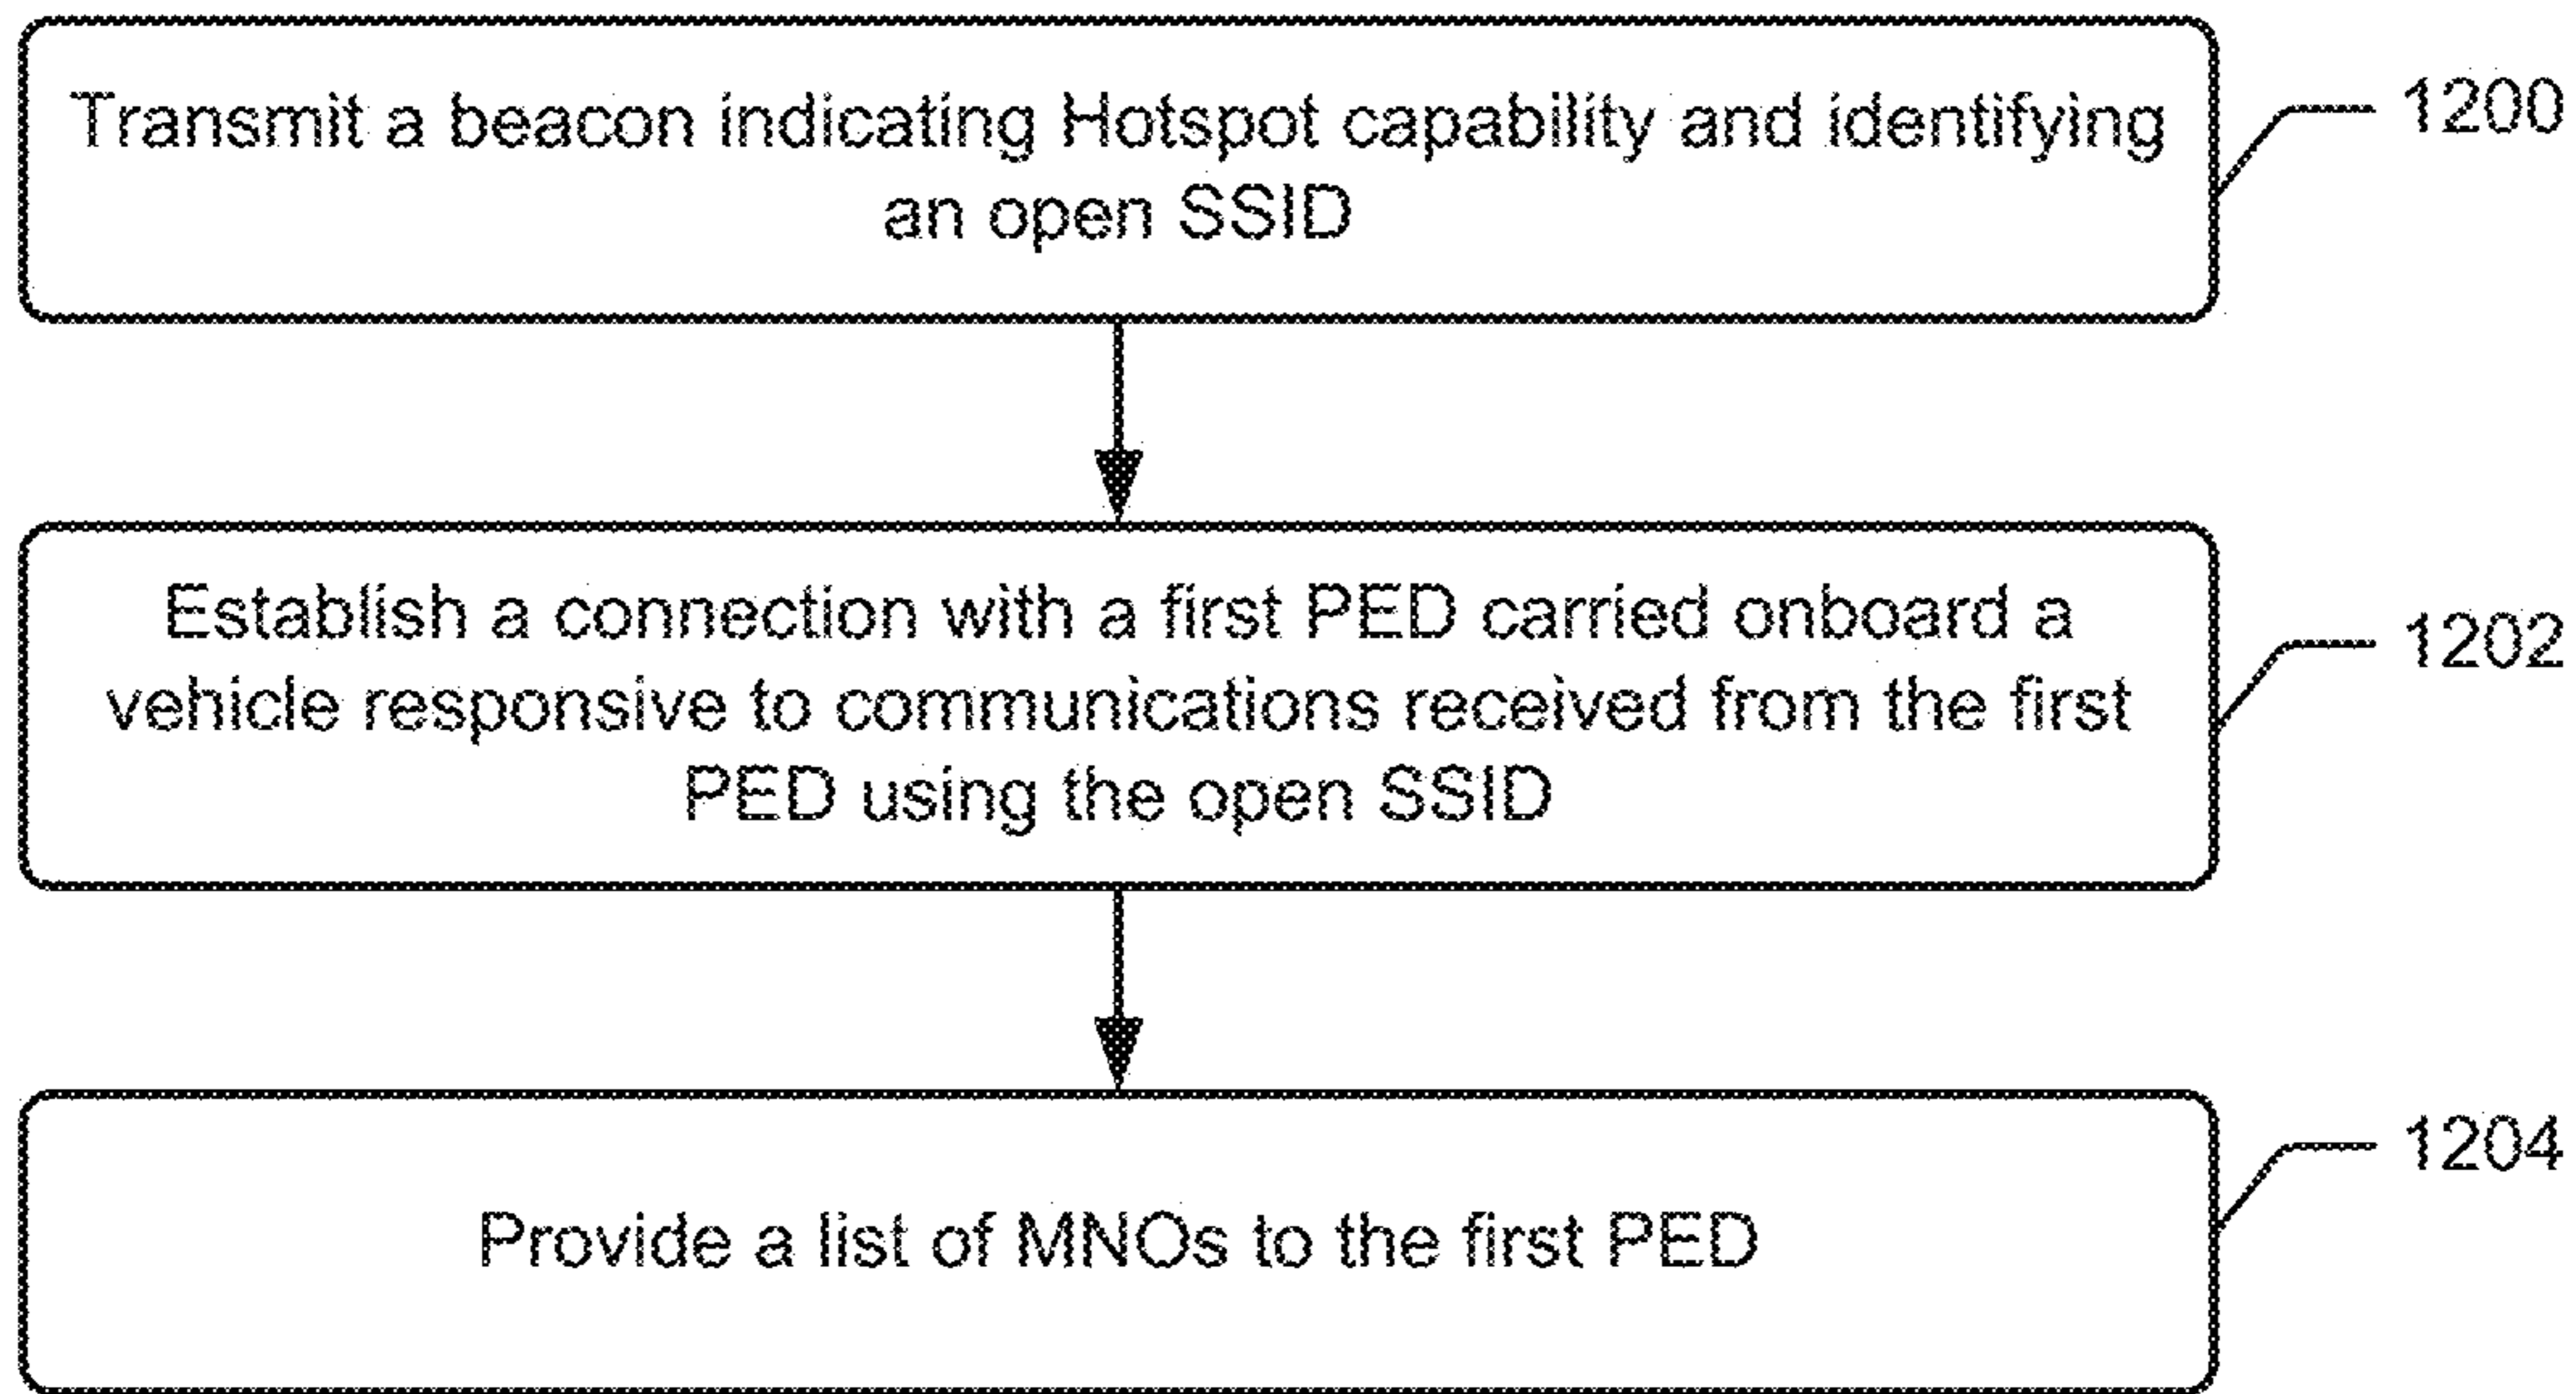 Transmit a beacon indicating Hotspot capability and identifying
an open SSID
1200
Establish a connection with a first PED carried onboard a
vehicle responsive to communications received from the first
PED using the open SSID
1202
Provide a list of MNOs to the first PED
1204